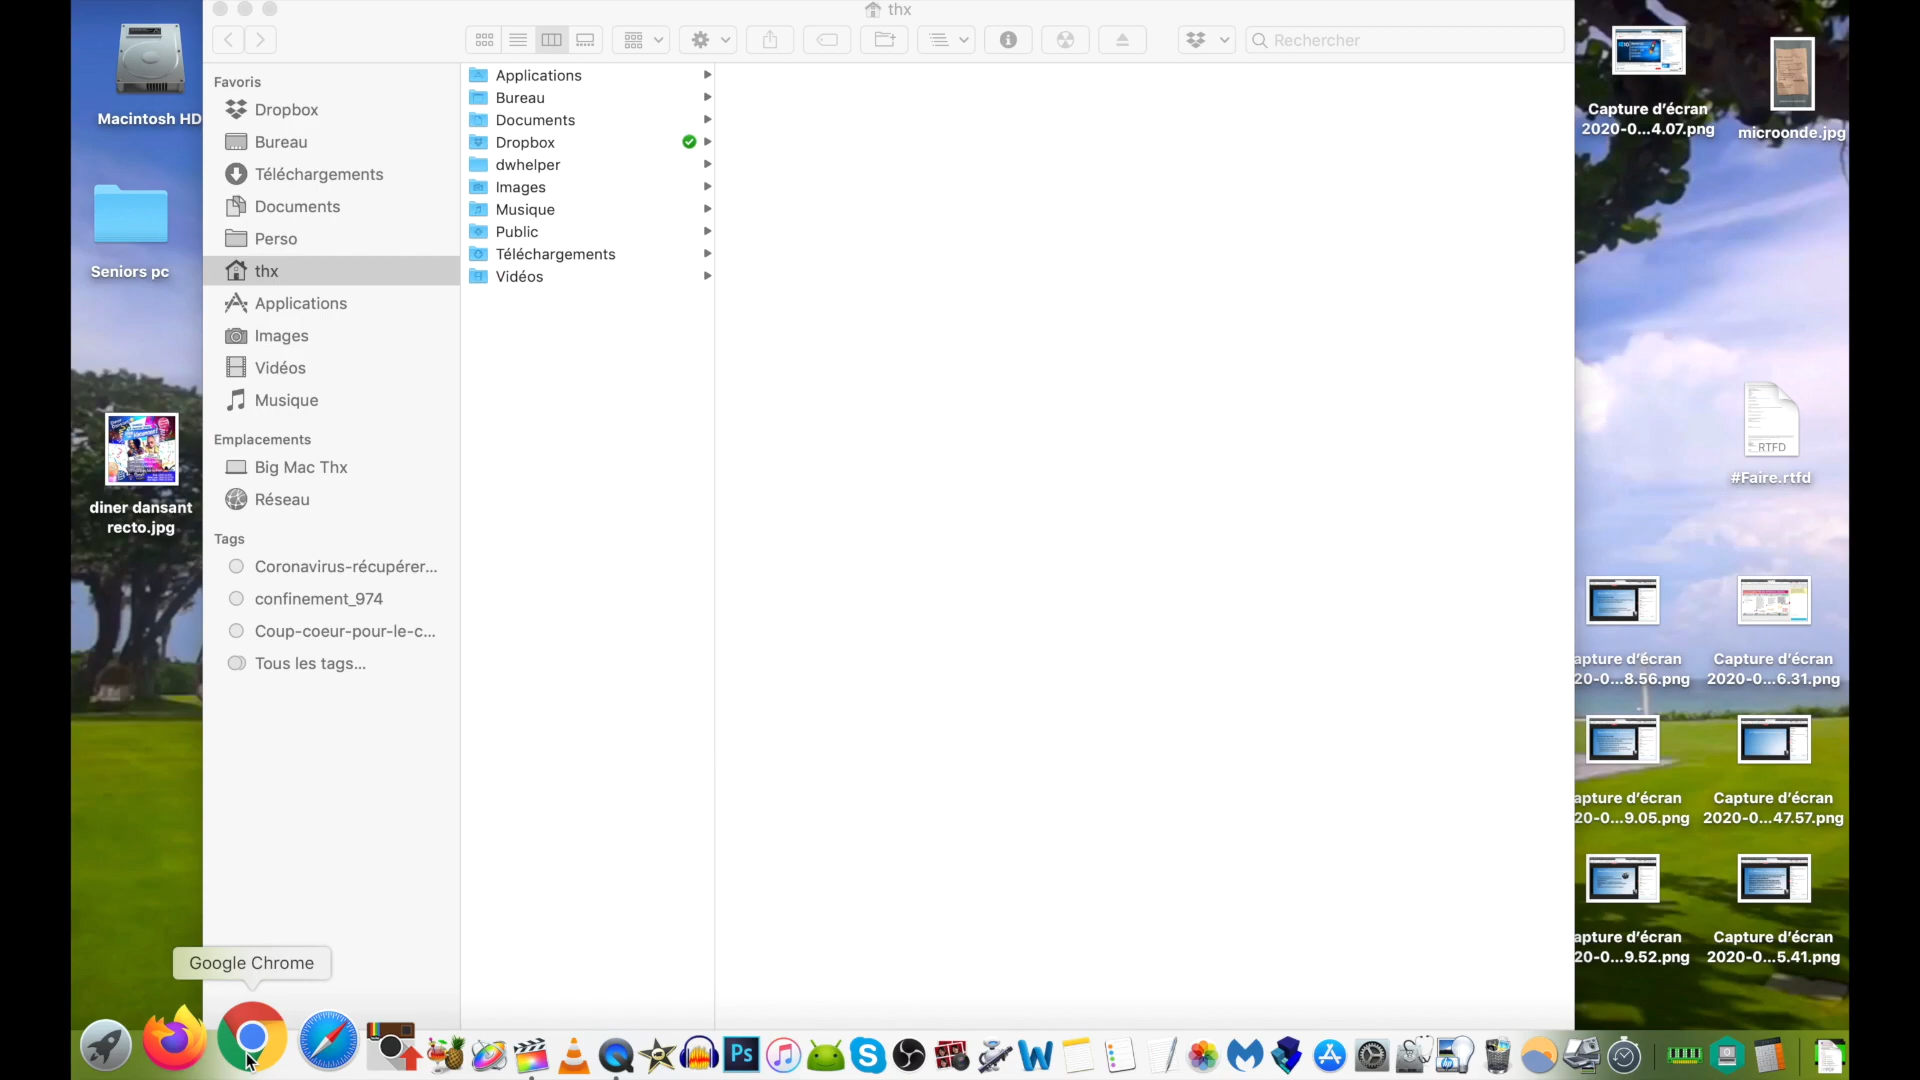 thx
Rechercher
Favoris
Dropbox
Bureau
Téléchargements
Documents
Perso
thx
Applications
Images
Vidéos
Musique
Emplacements
Big Mac Thx
Réseau
Tags
Coronavirus-récupérer...
confinement_974
Coup-coeur-pour-le-c...
Tous les tags...
Applications
Bureau
Documents
Dropbox
dwhelper
Images
Musique
Public
Téléchargements
Vidéos
Macintosh HD
Seniors pc
diner dansant
recto.jpg
Capture d'écran
2020-0...4.07.png
microonde.jpg
RTFD
#Faire.rtfd
apture d'écran
20-0...8.56.png
Capture d'écran
2020-0...6.31.png
apture d'écran
20-0...9.05.png
Capture d'écran
2020-0...47.57.png
apture d'écran
20-0...9.52.png
Capture d'écran
2020-0...5.41.png
Google Chrome
Ps